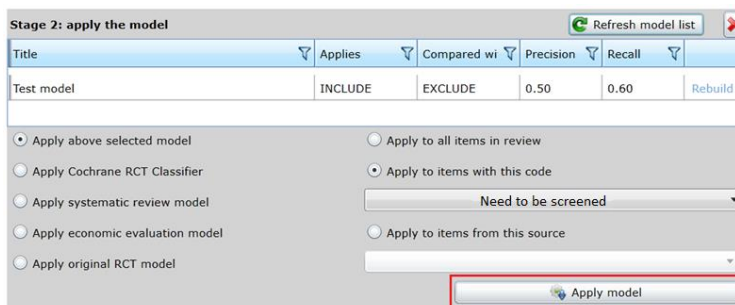 Stage 2: apply the model
Refresh model list
Title Applies Compared wi Precision Recall
Test model INCLUDE EXCLUDE 0.50 0.60 Rebuild
Apply above selected model Apply to all items in review
Apply Cochrane RCT Classifier Apply to items with this code
Apply systematic review model Need to be screened
Apply economic evaluation model Apply to items from this source
Apply original RCT model
Apply model